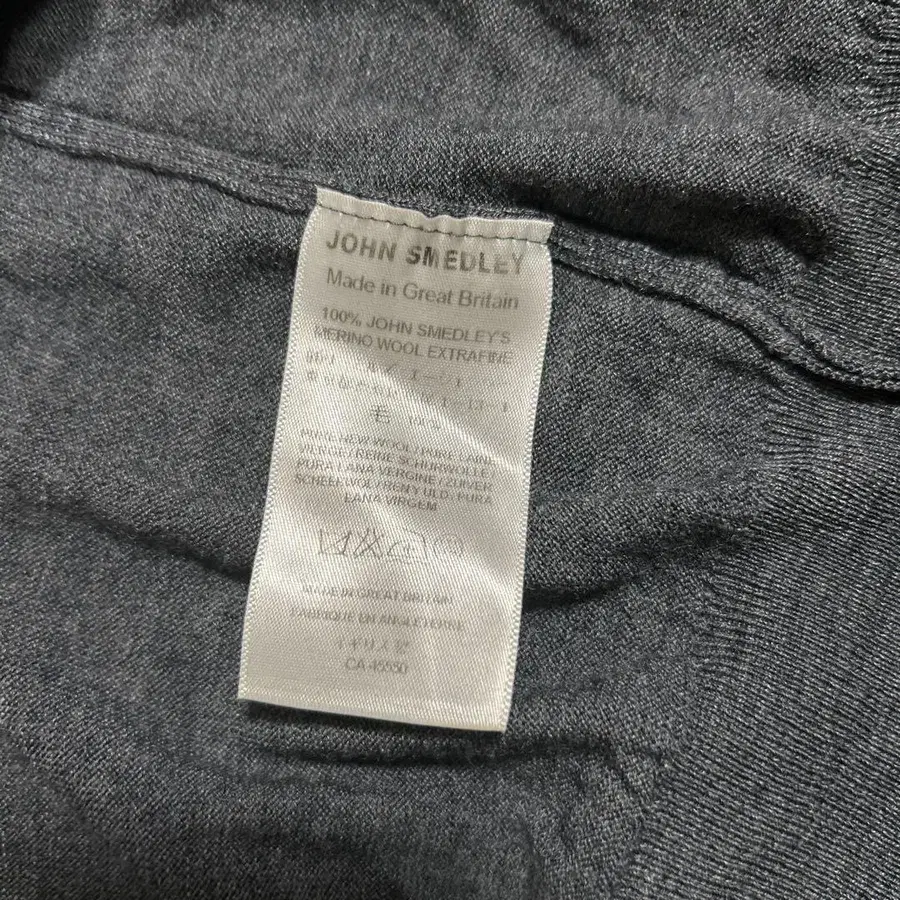 JOHN SMEDLEY
Made in Great Britain
100% JOHN SMEDLEY'S
MERINO WOOL EXTRAFINE
毛 100%
PURE NEW WOOL/PURE LAINE
VIERGE/REINE SCHURWOLLE/
PURA LANA VERGINE/ZUIVER
SCHEERWOL/REN NY ULD: PURA
LANA VIRGEM
MADE IN GREAT BRITAIN
FABRIQUE EN ANGLETERRE
イギリス製
CA 45550